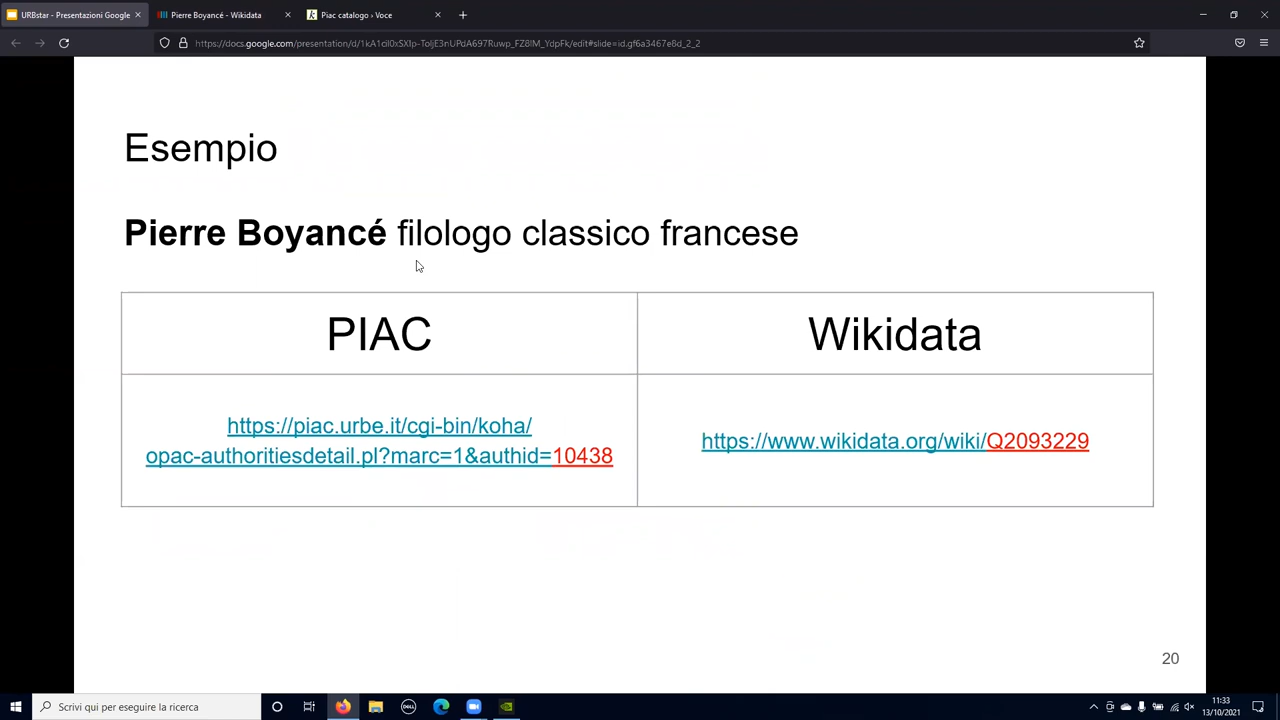 URBstar - Presentazioni Google
Pierre Boyancé - Wikidata
Piac catalogo › Voce
Esempio
Pierre Boyancé filologo classico francese
PIAC
Wikidata
https://piac.urbe.it/cgi-bin/koha/
opac-authoritiesdetail.pl?marc=1&authid=10438
https://www.wikidata.org/wiki/Q2093229
20
Scrivi qui per eseguire la ricerca
DELL
11:33
13/10/2021